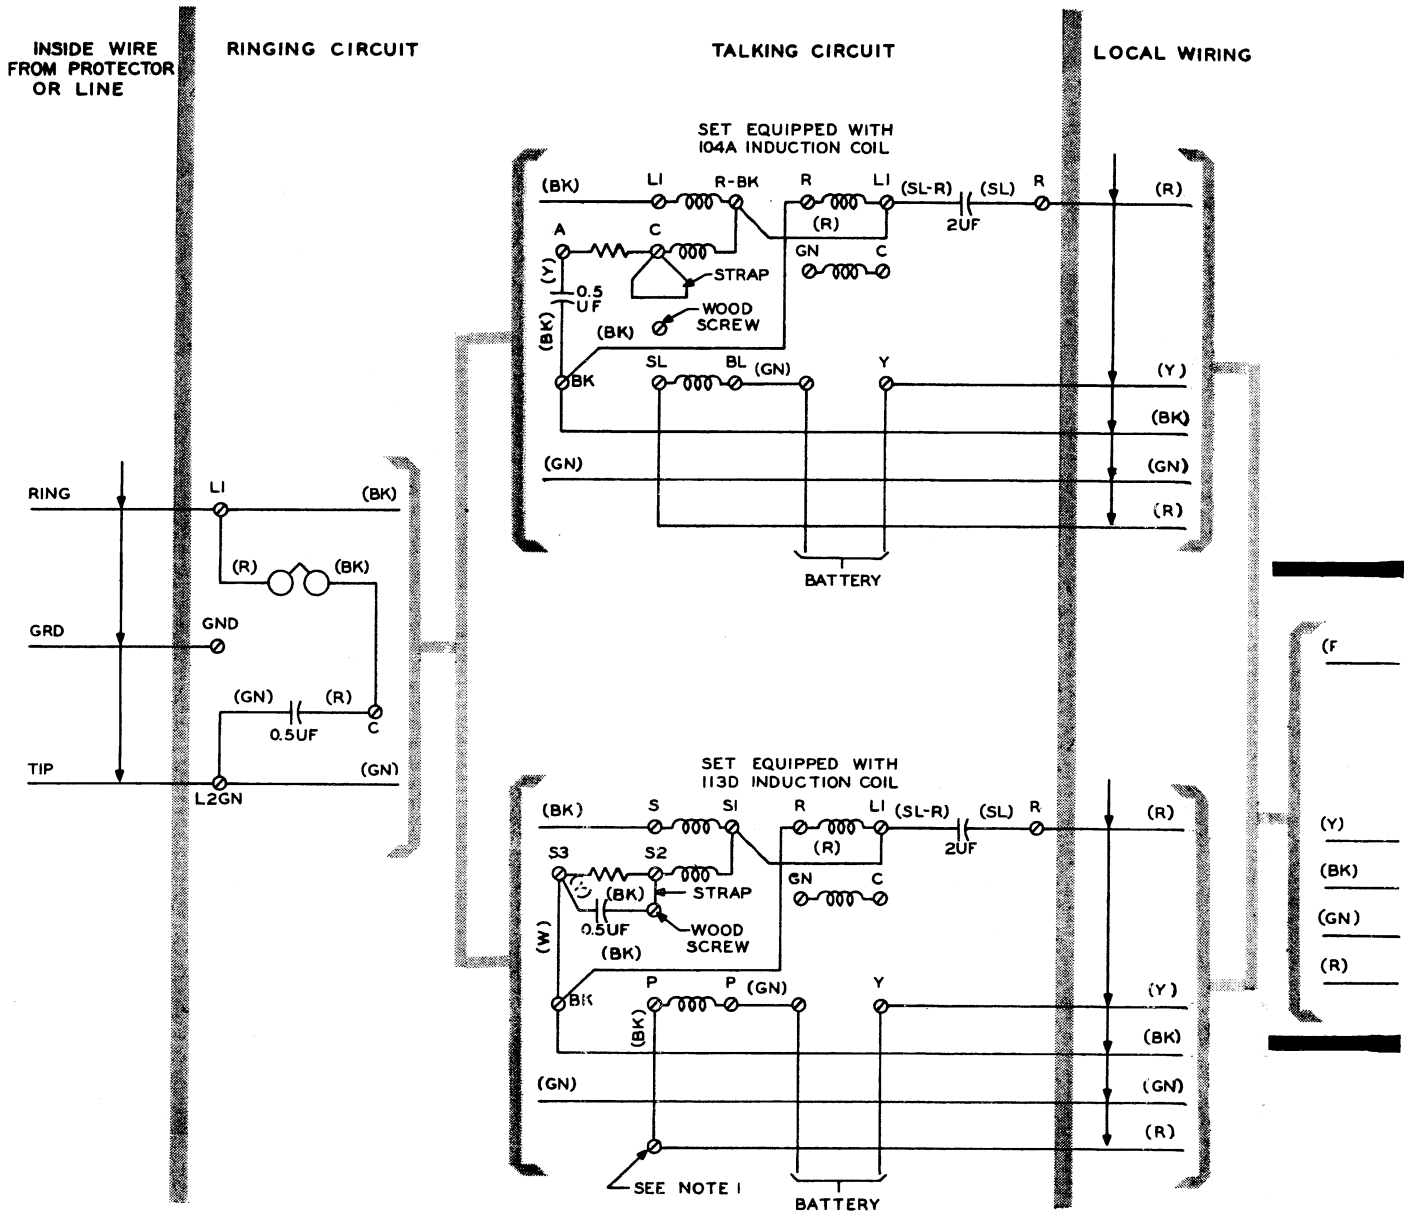 INSIDE WIRE
FROM PROTECTOR
OR LINE
RINGING CIRCUIT
TALKING CIRCUIT
LOCAL WIRING
SET EQUIPPED WITH
104A INDUCTION COIL
(BK)
L1
R-BK
R
L1
(SL-R)
(SL)
R
(R)
2UF
(R)
A
C
GN
C
(Y)
STRAP
0.5
UF
WOOD
SCREW
(BK)
(BK)
BK
SL
BL
(GN)
Y
(Y)
(BK)
(GN)
(GN)
(R)
BATTERY
RING
L1
(BK)
(R)
(BK)
GRD
GND
(GN)
(R)
0.5UF
C
TIP
(GN)
L2GN
SET EQUIPPED WITH
113D INDUCTION COIL
(BK)
S
S1
R
L1
(SL-R)
(SL)
R
(R)
2UF
(R)
S3
S2
GN
C
(BK)
STRAP
0.5UF
WOOD
SCREW
(W)
(BK)
BK
P
P
(GN)
Y
(Y)
(BK)
(BK)
(GN)
(GN)
(R)
SEE NOTE 1
BATTERY
(Y)
(BK)
(GN)
(R)